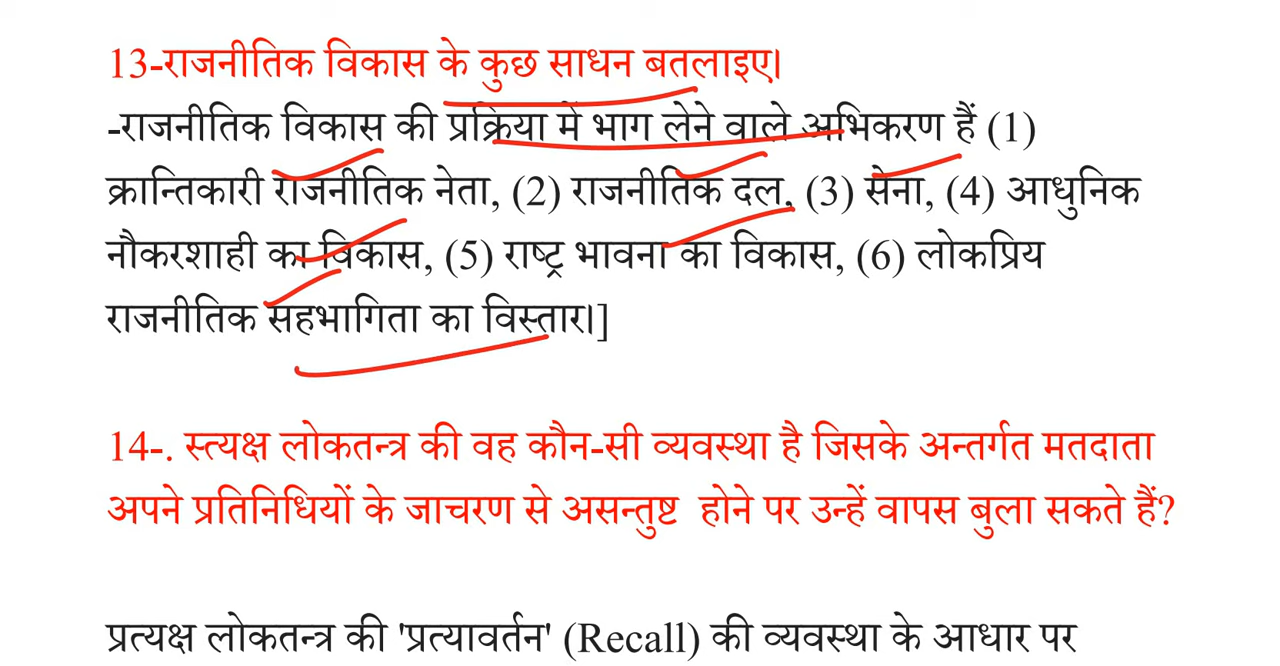 13-राजनीतिक विकास के कुछ साधन बतलाइए।
-राजनीतिक विकास की प्रक्रिया में भाग लेने वाले अभिकरण हैं (1)
क्रान्तिकारी राजनीतिक नेता, (2) राजनीतिक दल, (3) सेना, (4) आधुनिक
नौकरशाही का विकास, (5) राष्ट्र भावना का विकास, (6) लोकप्रिय
राजनीतिक सहभागिता का विस्तार।]
14-. स्त्यक्ष लोकतन्त्र की वह कौन-सी व्यवस्था है जिसके अन्तर्गत मतदाता
अपने प्रतिनिधियों के जाचरण से असन्तुष्ट होने पर उन्हें वापस बुला सकते हैं?
प्रत्यक्ष लोकतन्त्र की 'प्रत्यावर्तन' (Recall) की व्यवस्था के आधार पर